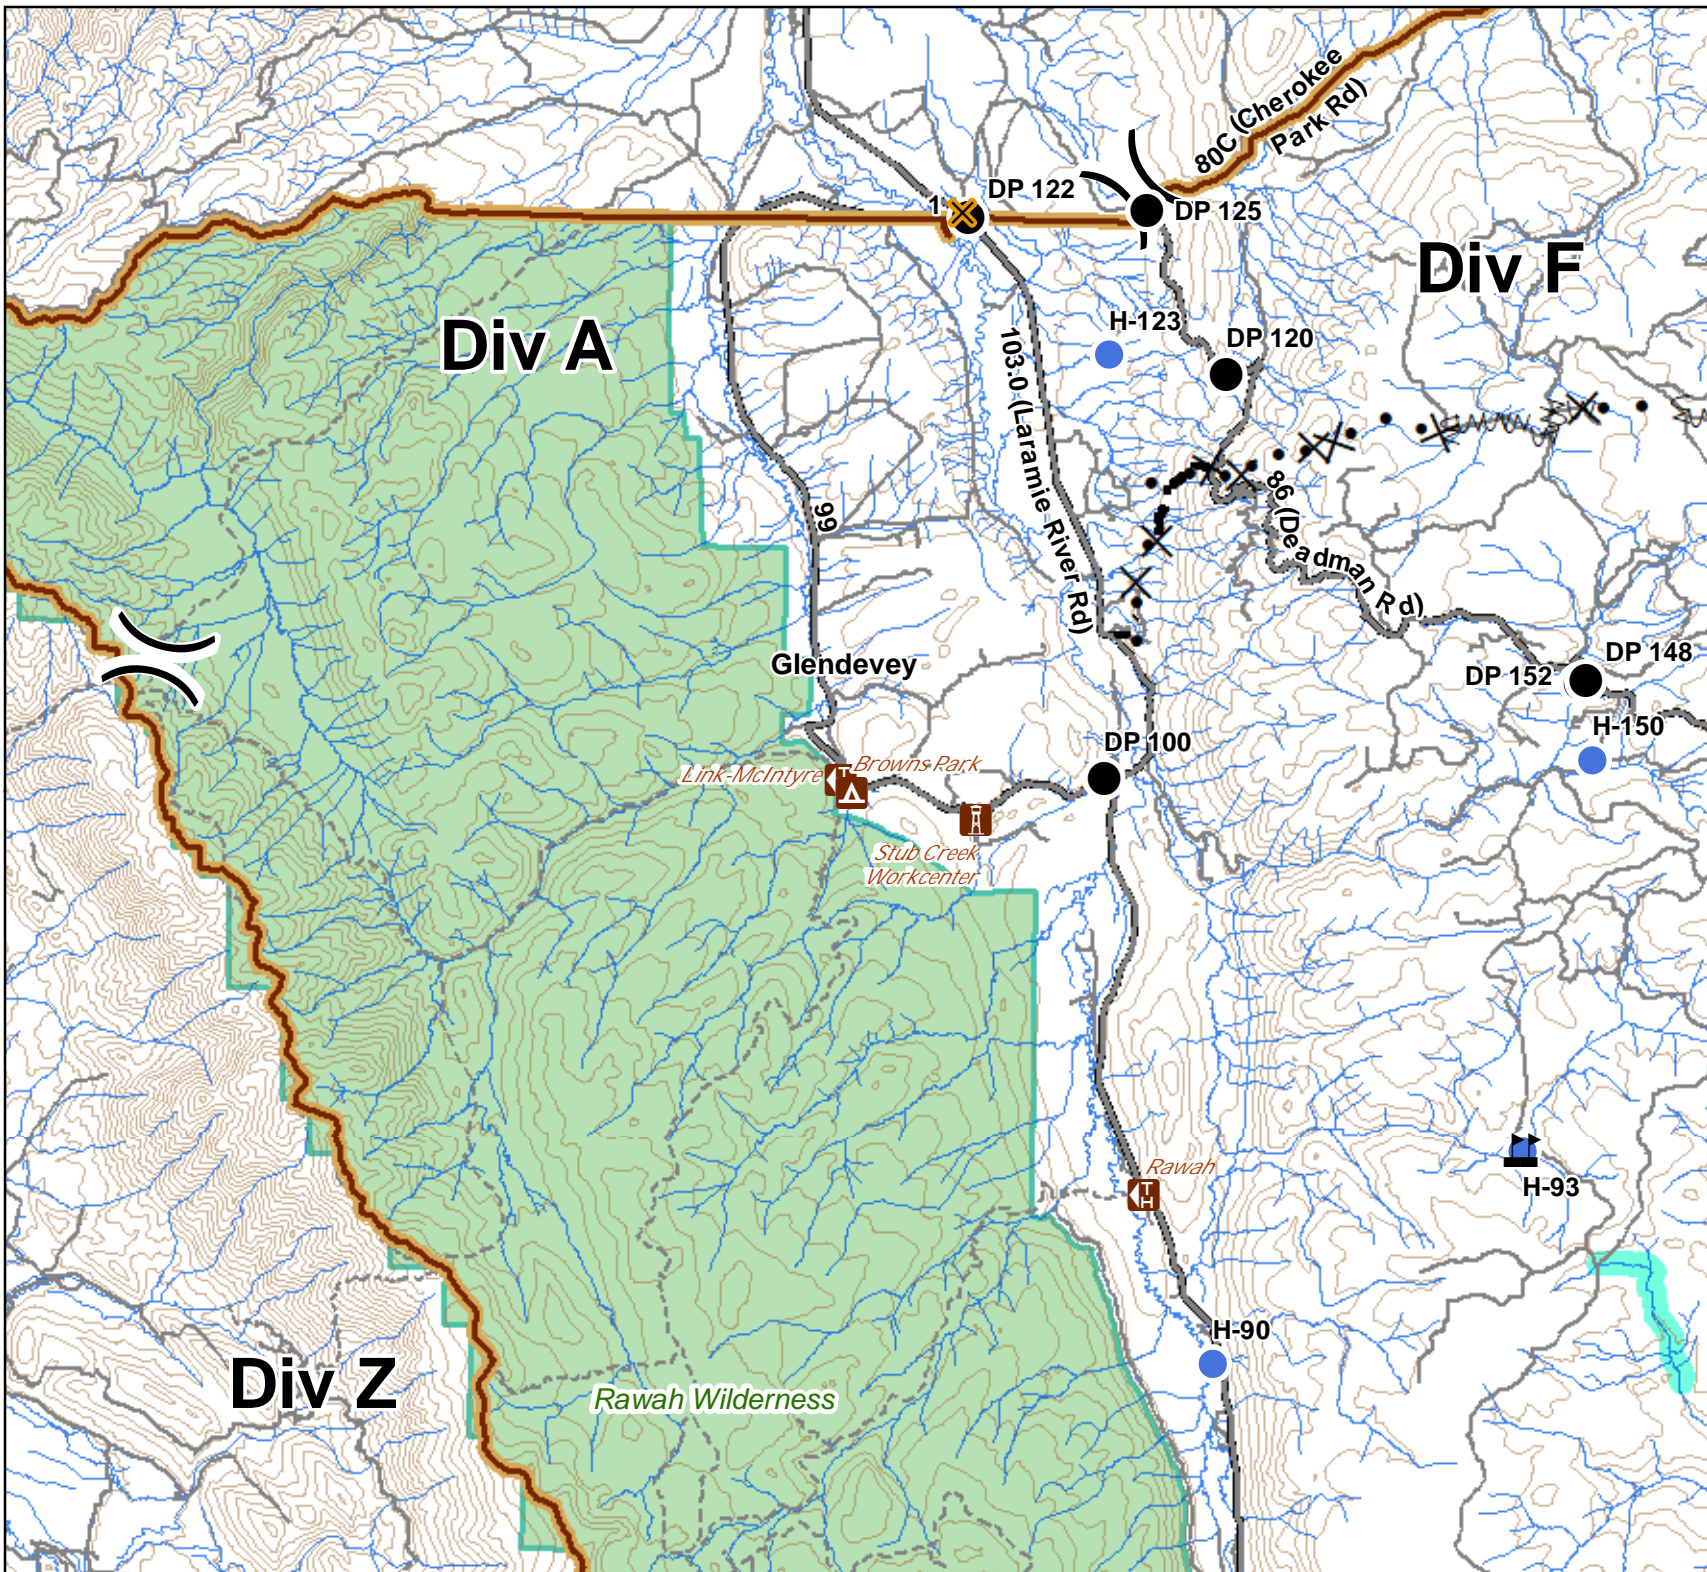 80C (Cherokee
Park Rd)
DP 122
1
DP 125
Div F
H-123
DP 120
Div A
103.0 (Laramie River Rd)
99
86 (Deadman Rd)
Glendevey
DP 148
DP 152
H-150
DP 100
Browns Park
Link-McIntyre
Stub Creek
Workcenter
Rawah
TH
H-93
H-90
Div Z
Rawah Wilderness